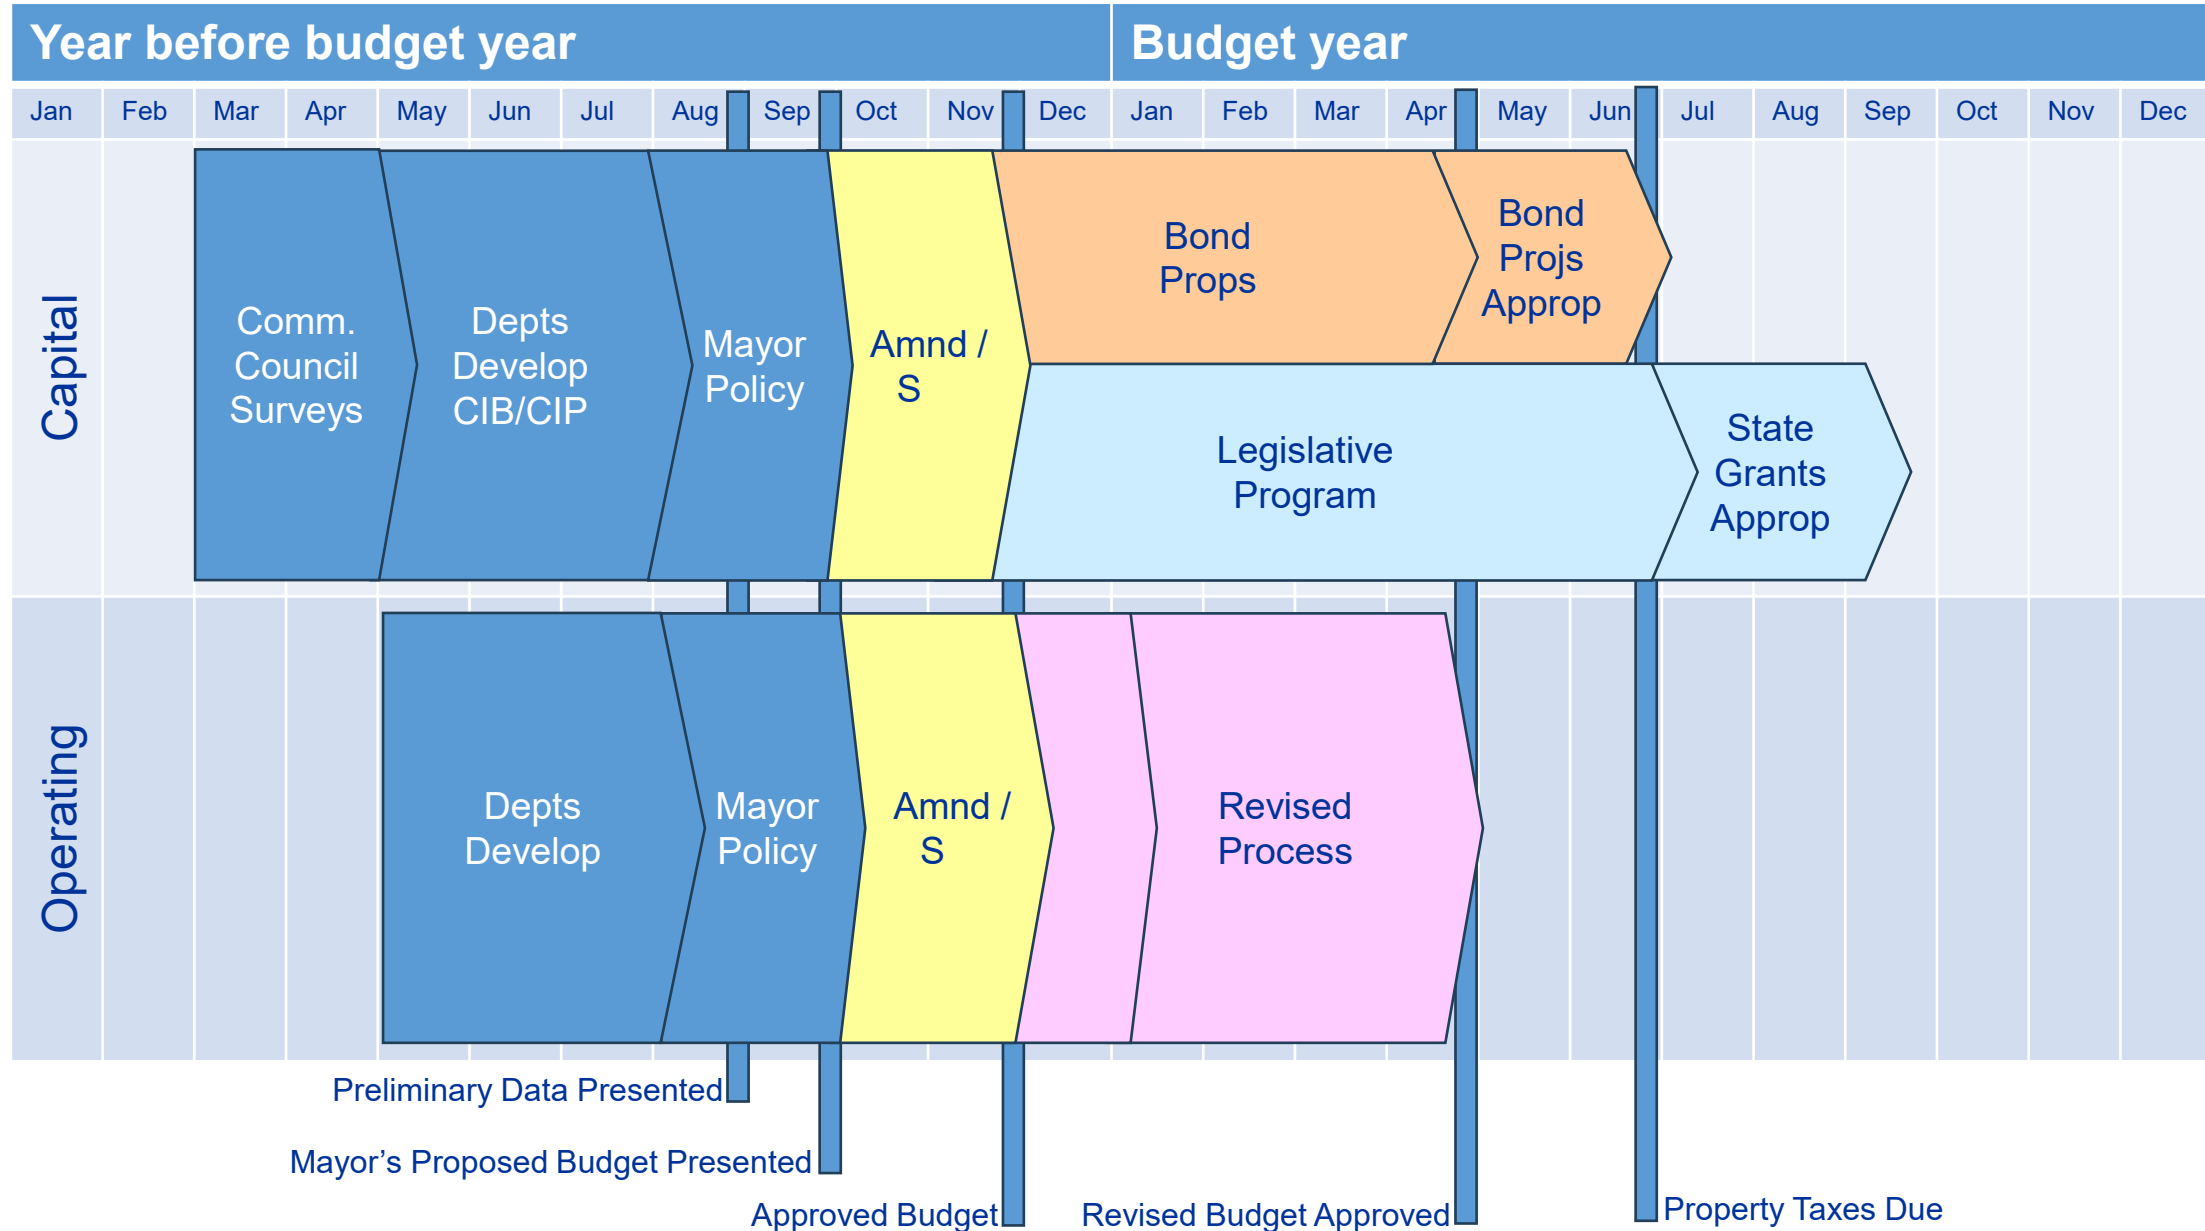 Year before budget year
Budget year
Jan Feb Mar Apr May Jun Jul Aug Sep Oct Nov Dec Jan Feb Mar Apr May Jun Jul Aug Sep Oct Nov Dec
Capital
Comm.
Council
Surveys
Depts
Develop
CIB/CIP
Mayor
Policy
Amnd /
S
Bond
Props
Bond
Projs
Approp
Legislative
Program
State
Grants
Approp
Operating
Depts
Develop
Mayor
Policy
Amnd /
S
Revised
Process
Preliminary Data Presented
Mayor’s Proposed Budget Presented
Approved Budget
Revised Budget Approved
Property Taxes Due